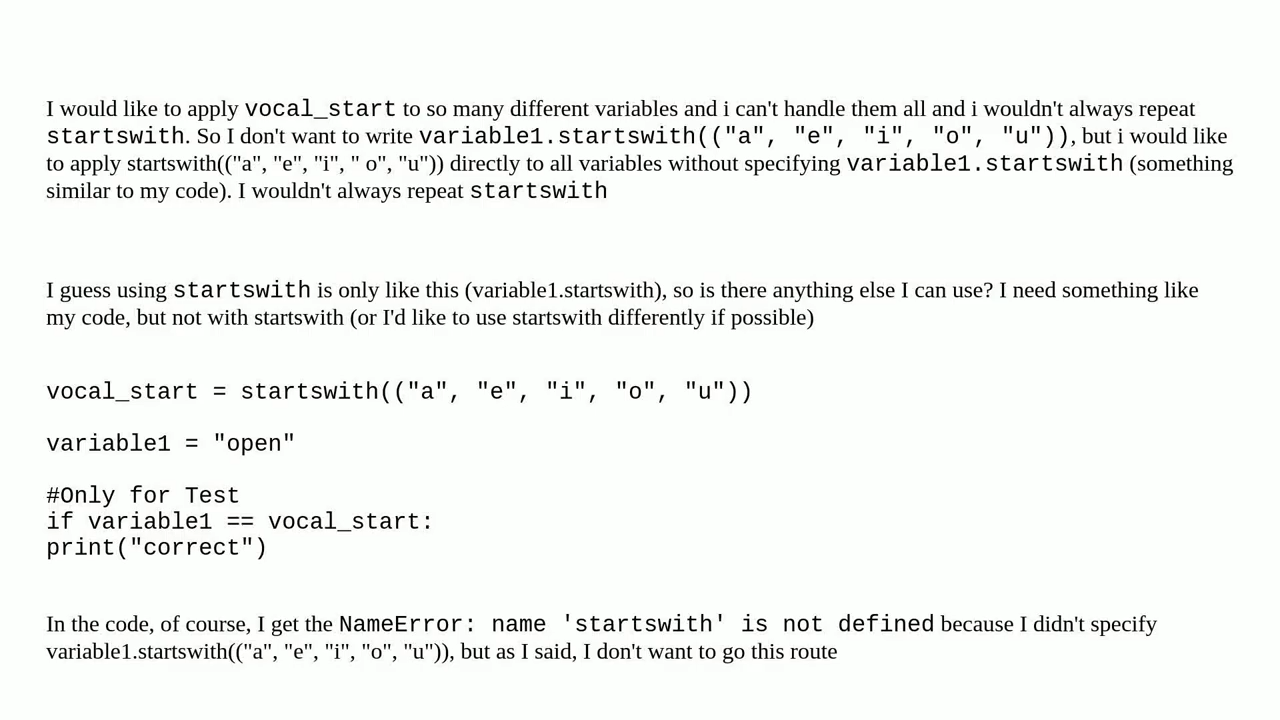 I would like to apply vocal_start to so many different variables and i can't handle them all and i wouldn't always repeat
startswith. So I don't want to write variable1.startswith(("a", "e", "i", "o", "u")), but i would like
to apply startswith(("a", "e", "i", " o", "u")) directly to all variables without specifying variable1.startswith (something
similar to my code). I wouldn't always repeat startswith
I guess using startswith is only like this (variable1.startswith), so is there anything else I can use? I need something like
my code, but not with startswith (or I'd like to use startswith differently if possible)
vocal_start = startswith(("a", "e", "i", "o", "u"))
variable1 = "open"
#Only for Test
if variable1 == vocal_start:
print("correct")
In the code, of course, I get the NameError: name 'startswith' is not defined because I didn't specify
variable1.startswith(("a", "e", "i", "o", "u")), but as I said, I don't want to go this route